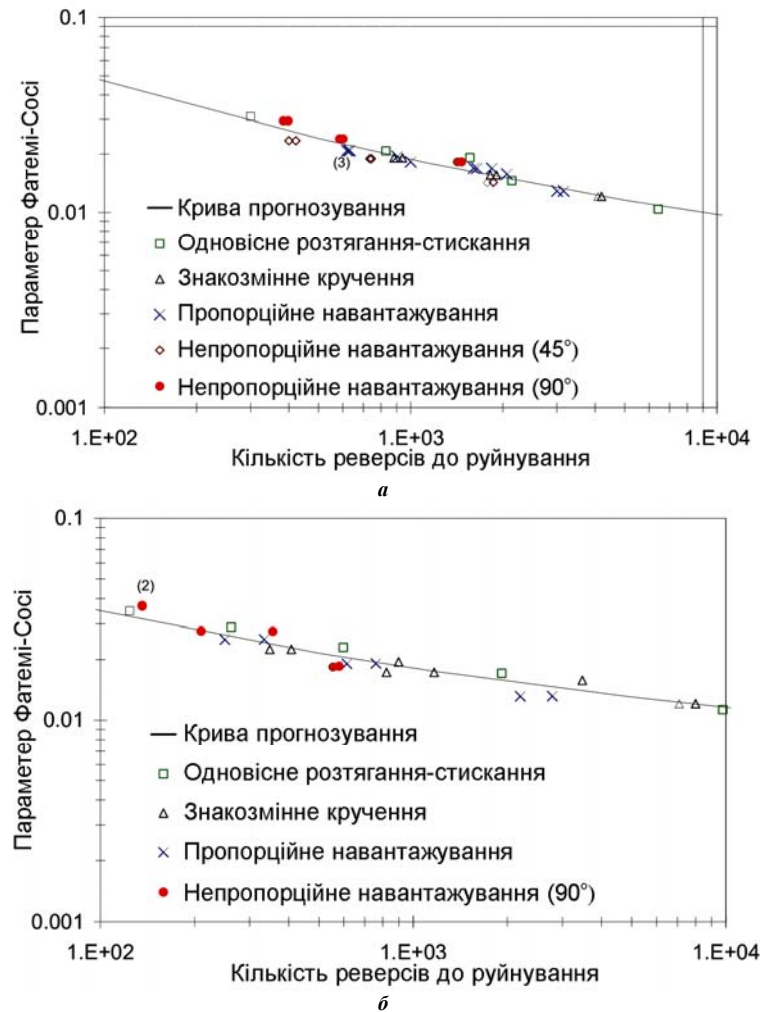 0.1
Параметер Фатемі-Сосі
0.01
(3)
Крива прогнозування
Одновісне розтягання-стискання
Знакозмінне кручення
Пропорційне навантажування
Непропорційне навантажування (45°)
Непропорційне навантажування (90°)
0.001
1.E+02 1.E+03 1.E+04
Кількість реверсів до руйнування
а
0.1
Параметер Фатемі-Сосі
(2)
0.01
Крива прогнозування
Одновісне розтягання-стискання
Знакозмінне кручення
Пропорційне навантажування
Непропорційне навантажування (90°)
0.001
1.E+02 1.E+03 1.E+04
Кількість реверсів до руйнування
б